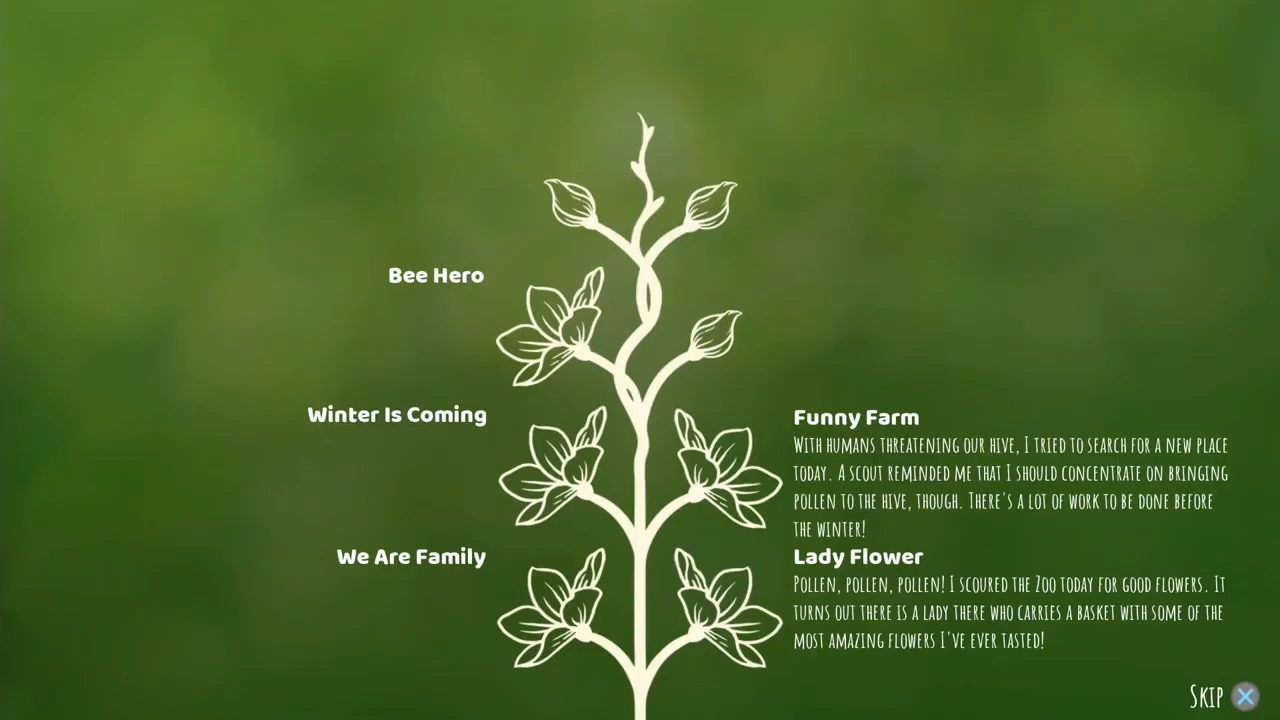 Bee Hero
Winter Is Coming
Funny Farm
With humans threatening our hive, I tried to search for a new place
today. A scout reminded me that I should concentrate on bringing
pollen to the hive, though. There's a lot of work to be done before
the winter!
We Are Family
Lady Flower
Pollen, pollen, pollen! I scoured the Zoo today for good flowers. It
turns out there is a lady there who carries a basket with some of the
most amazing flowers I've ever tasted!
Skip